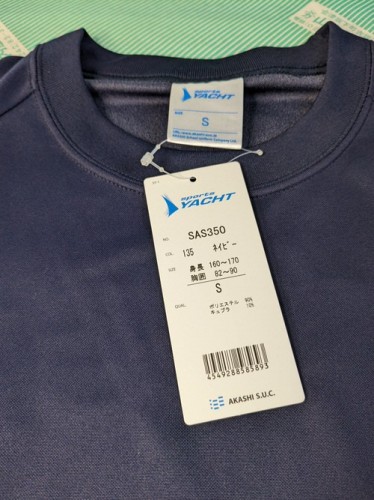 sports
YACHT
S
sports
YACHT
NO. SAS350
COL 135 ネイビー
SIZE 身長 160〜170
胸囲 82〜90
S
QUAL ポリエステル 90%
キュプラ 10%
4549288585893
AKASHI S.U.C.